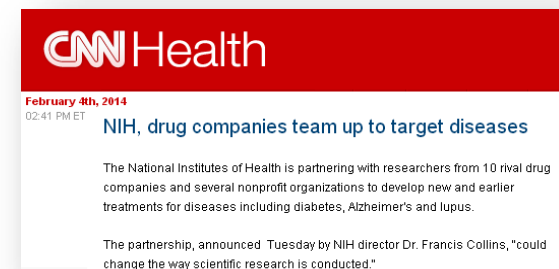 CNN Health
February 4th, 2014
02:41 PM ET
NIH, drug companies team up to target diseases
The National Institutes of Health is partnering with researchers from 10 rival drug
companies and several nonprofit organizations to develop new and earlier
treatments for diseases including diabetes, Alzheimer's and lupus.
The partnership, announced Tuesday by NIH director Dr. Francis Collins, "could
change the way scientific research is conducted."